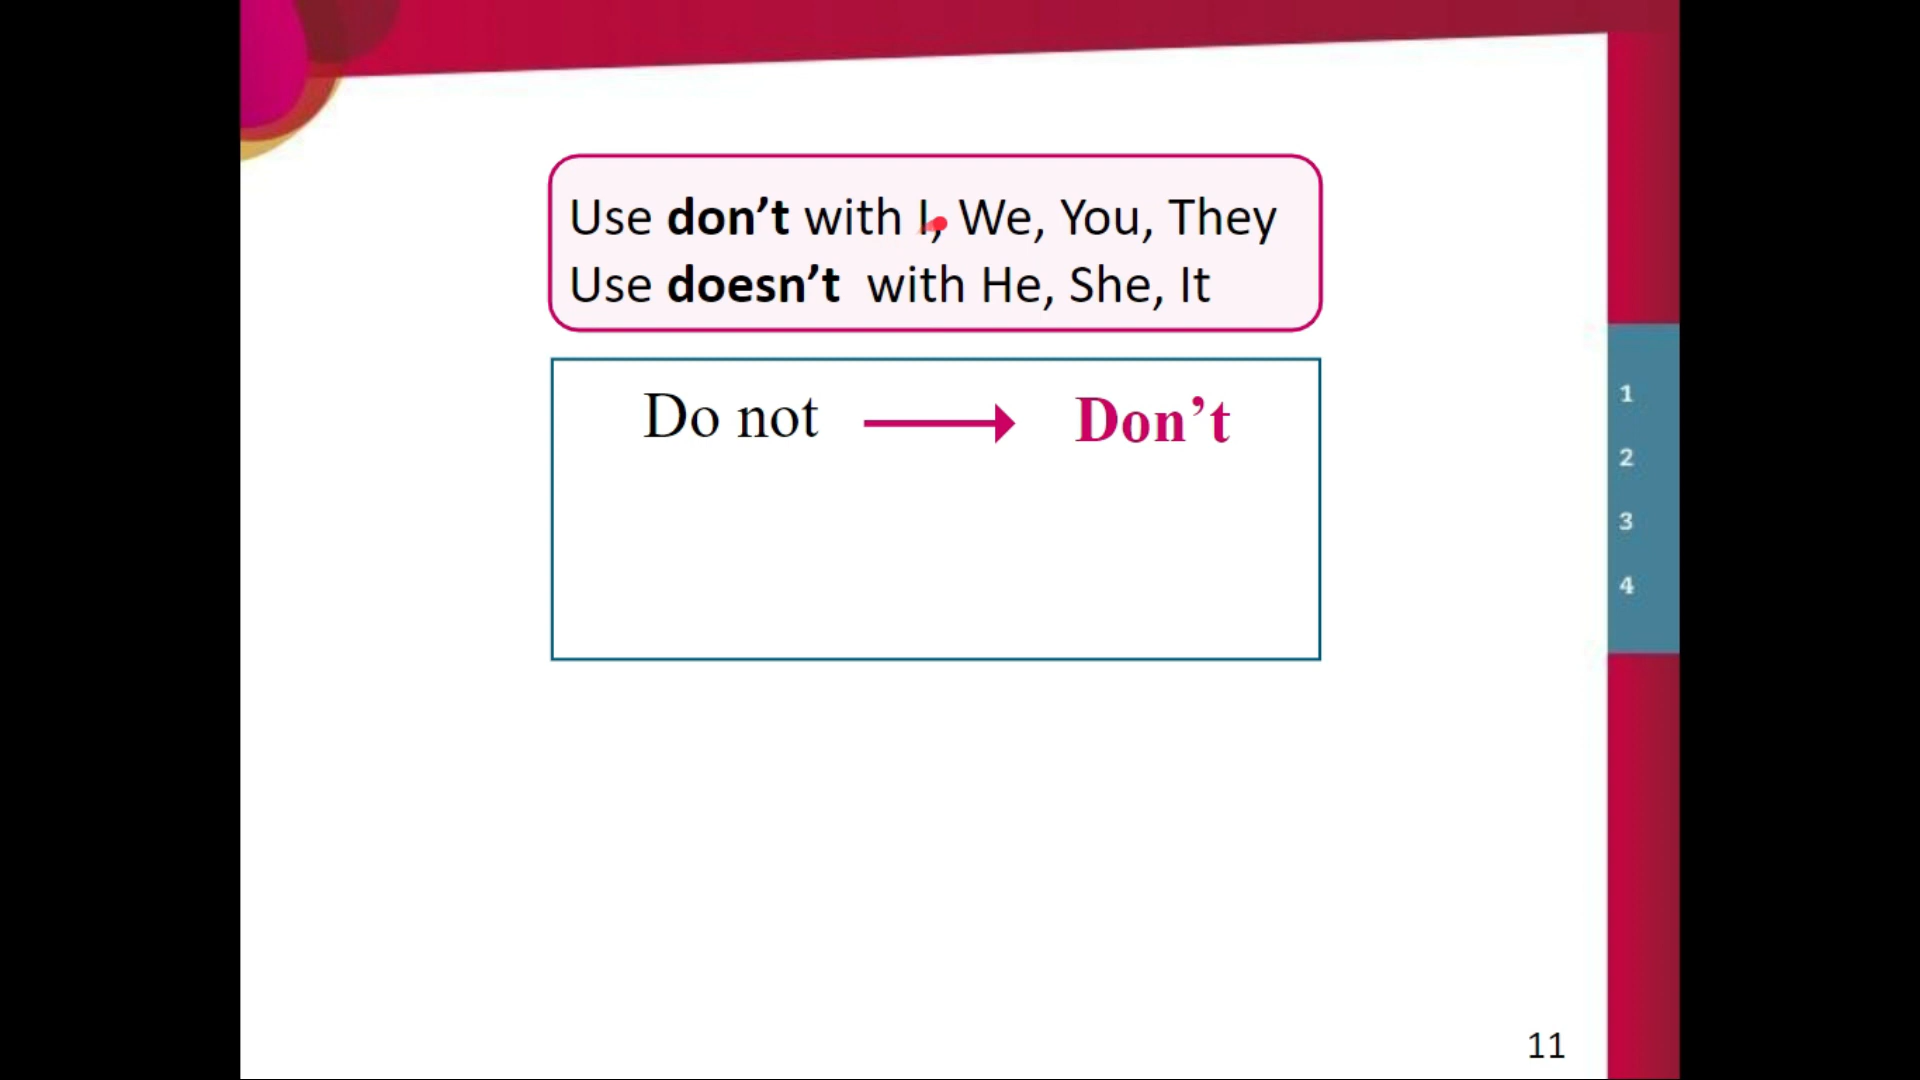 Use don’t with I, We, You, They
Use doesn’t with He, She, It
Do not Don’t
1
2
3
4
11